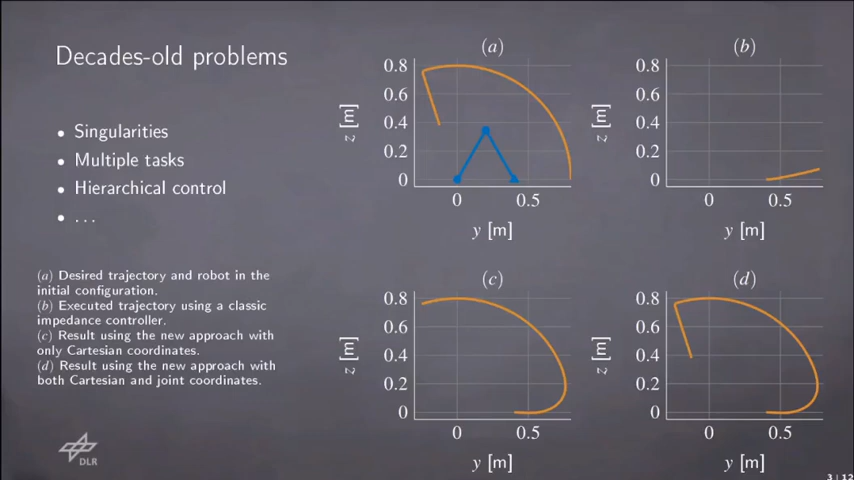 Decades-old problems
• Singularities
• Multiple tasks
• Hierarchical control
• ...
(a) Desired trajectory and robot in the
initial configuration.
(b) Executed trajectory using a classic
impedance controller.
(c) Result using the new approach with
only Cartesian coordinates.
(d) Result using the new approach with
both Cartesian and joint coordinates.
DLR
(a)
0.8
0.6
0.4
0.2
0
z [m]
0 0.5
y [m]
(b)
0.8
0.6
0.4
0.2
0
z [m]
0 0.5
y [m]
(c)
0.8
0.6
0.4
0.2
0
z [m]
0 0.5
y [m]
(d)
0.8
0.6
0.4
0.2
0
z [m]
0 0.5
y [m]
3 | 12